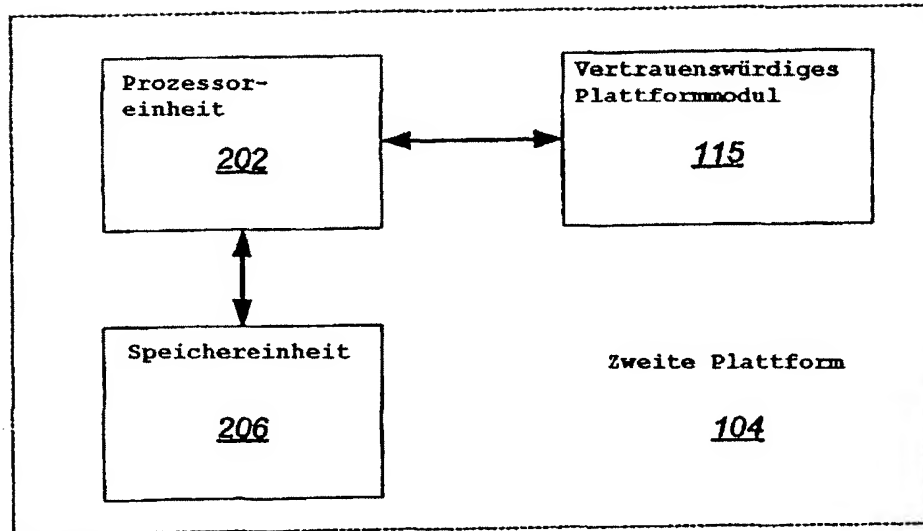 Prozessor-
einheit
202
Vertrauenswürdiges
Plattformmodul
115
Speichereinheit
206
Zweite Plattform
104